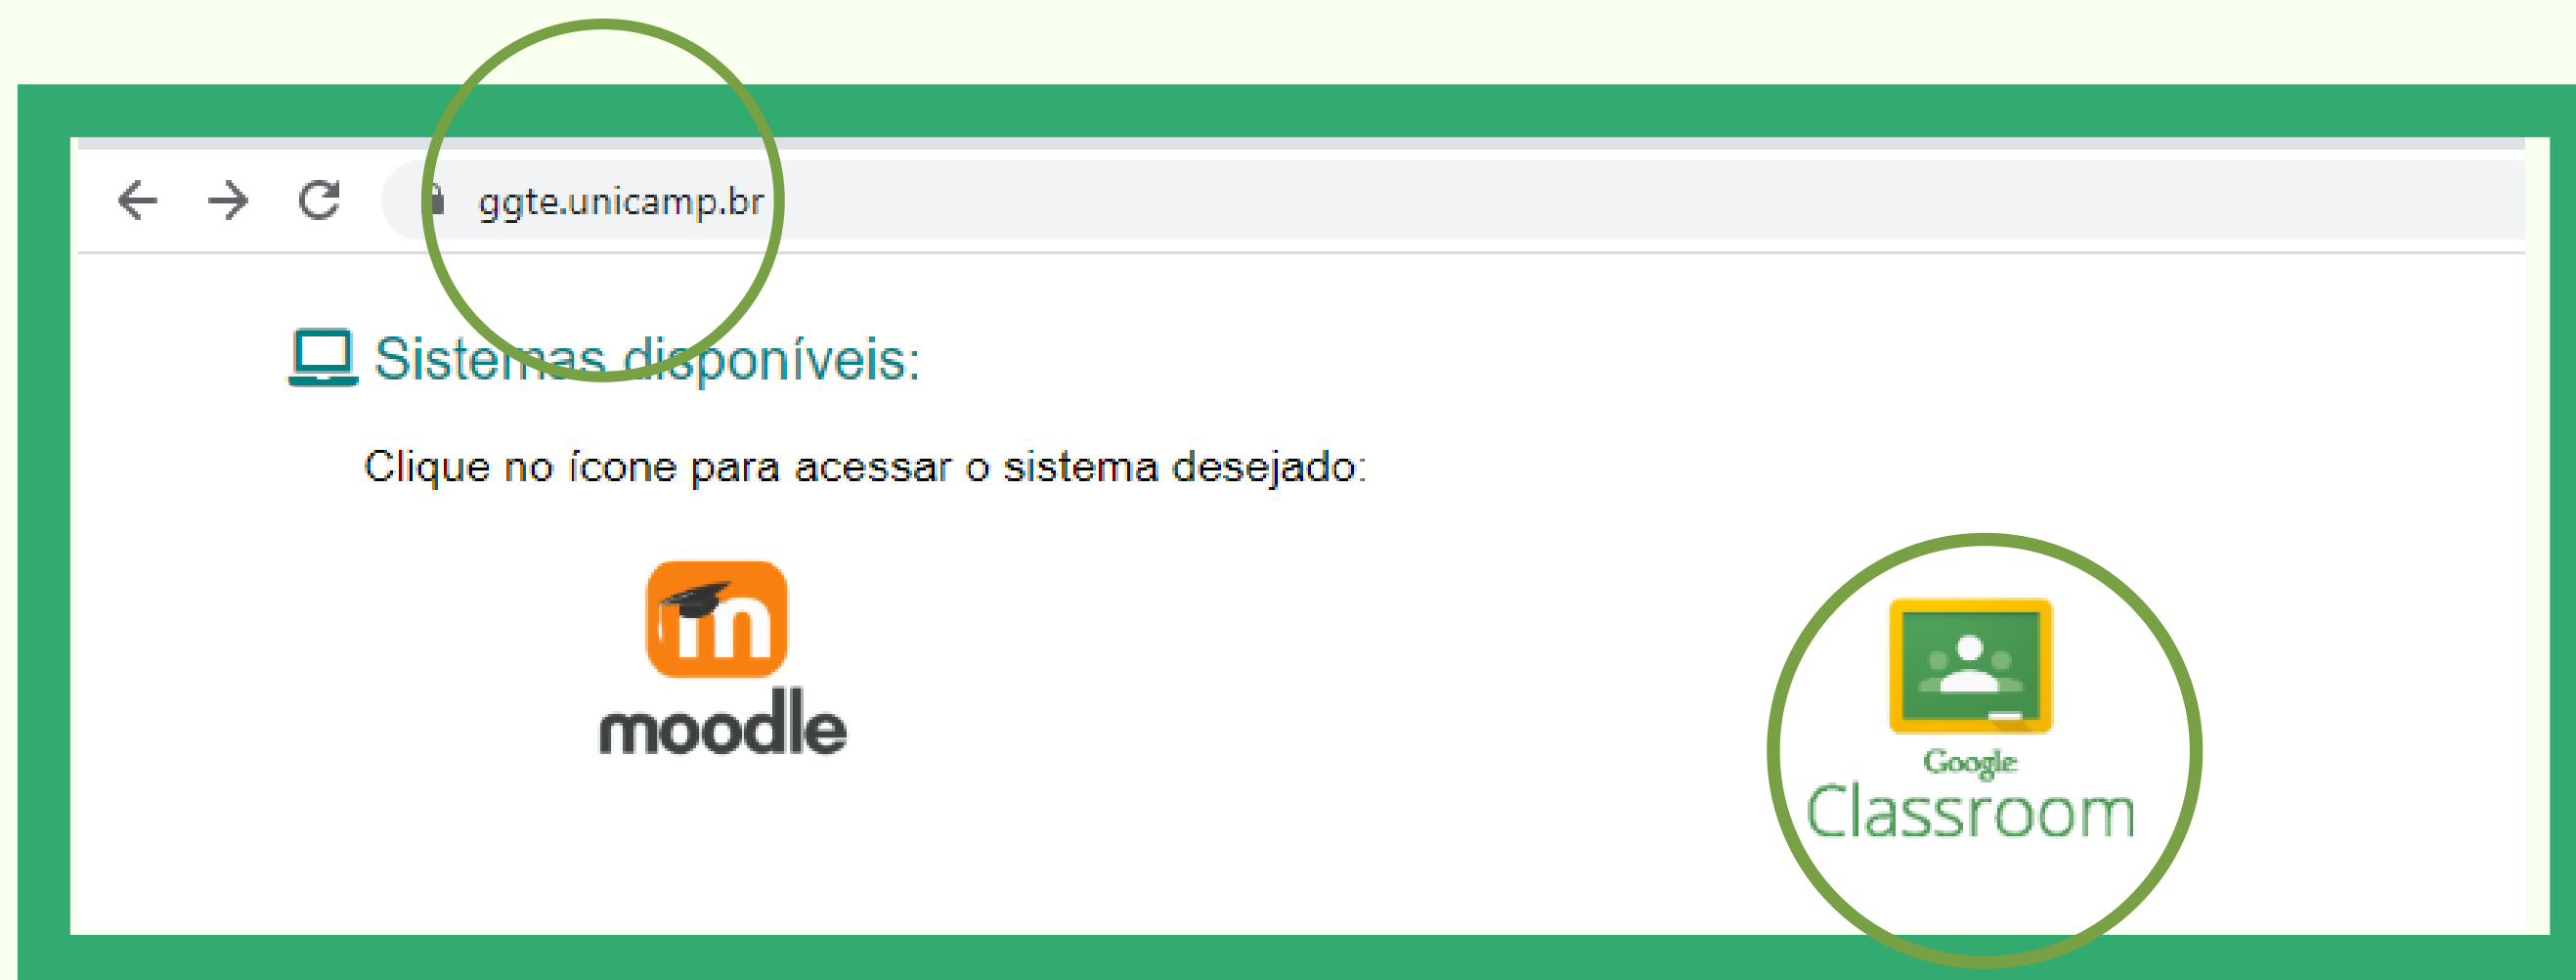 ggte.unicamp.br
Sistemas disponíveis:
Clique no ícone para acessar o sistema desejado:
moodle
Google
Classroom